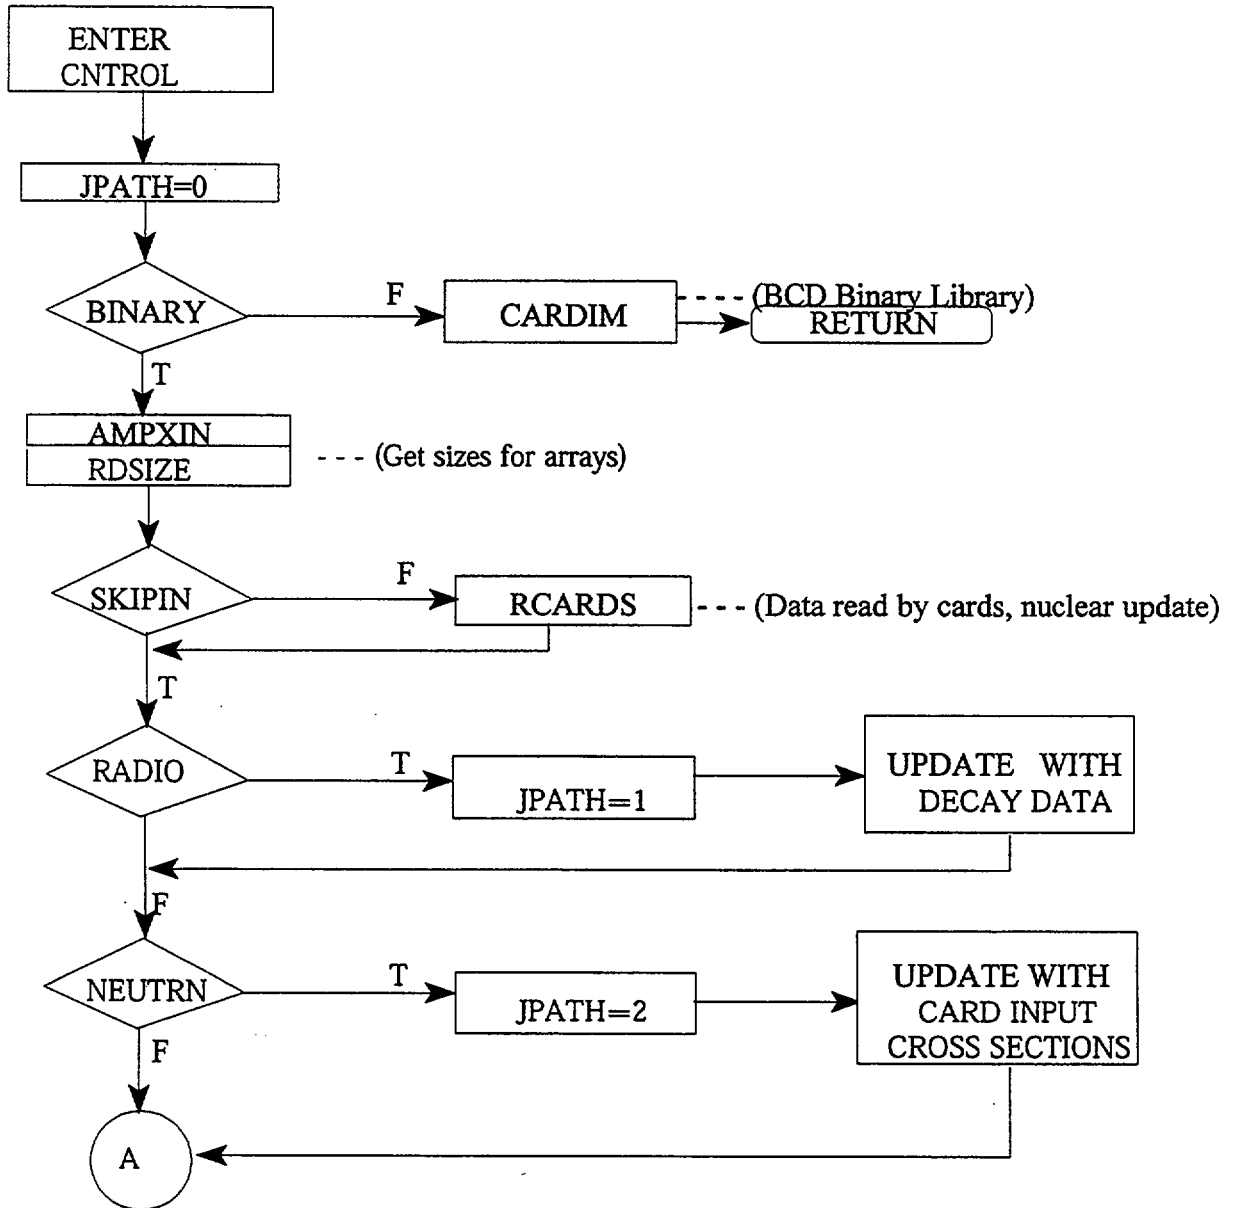 ENTER
CNTROL
JPATH=0
BINARY
F
CARDIM
- - - - (BCD Binary Library)
RETURN
T
AMPXIN
RDSIZE
- - - (Get sizes for arrays)
SKIPIN
F
RCARDS
- - - (Data read by cards, nuclear update)
T
RADIO
T
JPATH=1
UPDATE WITH
DECAY DATA
F
NEUTRN
T
JPATH=2
UPDATE WITH
CARD INPUT
CROSS SECTIONS
F
A